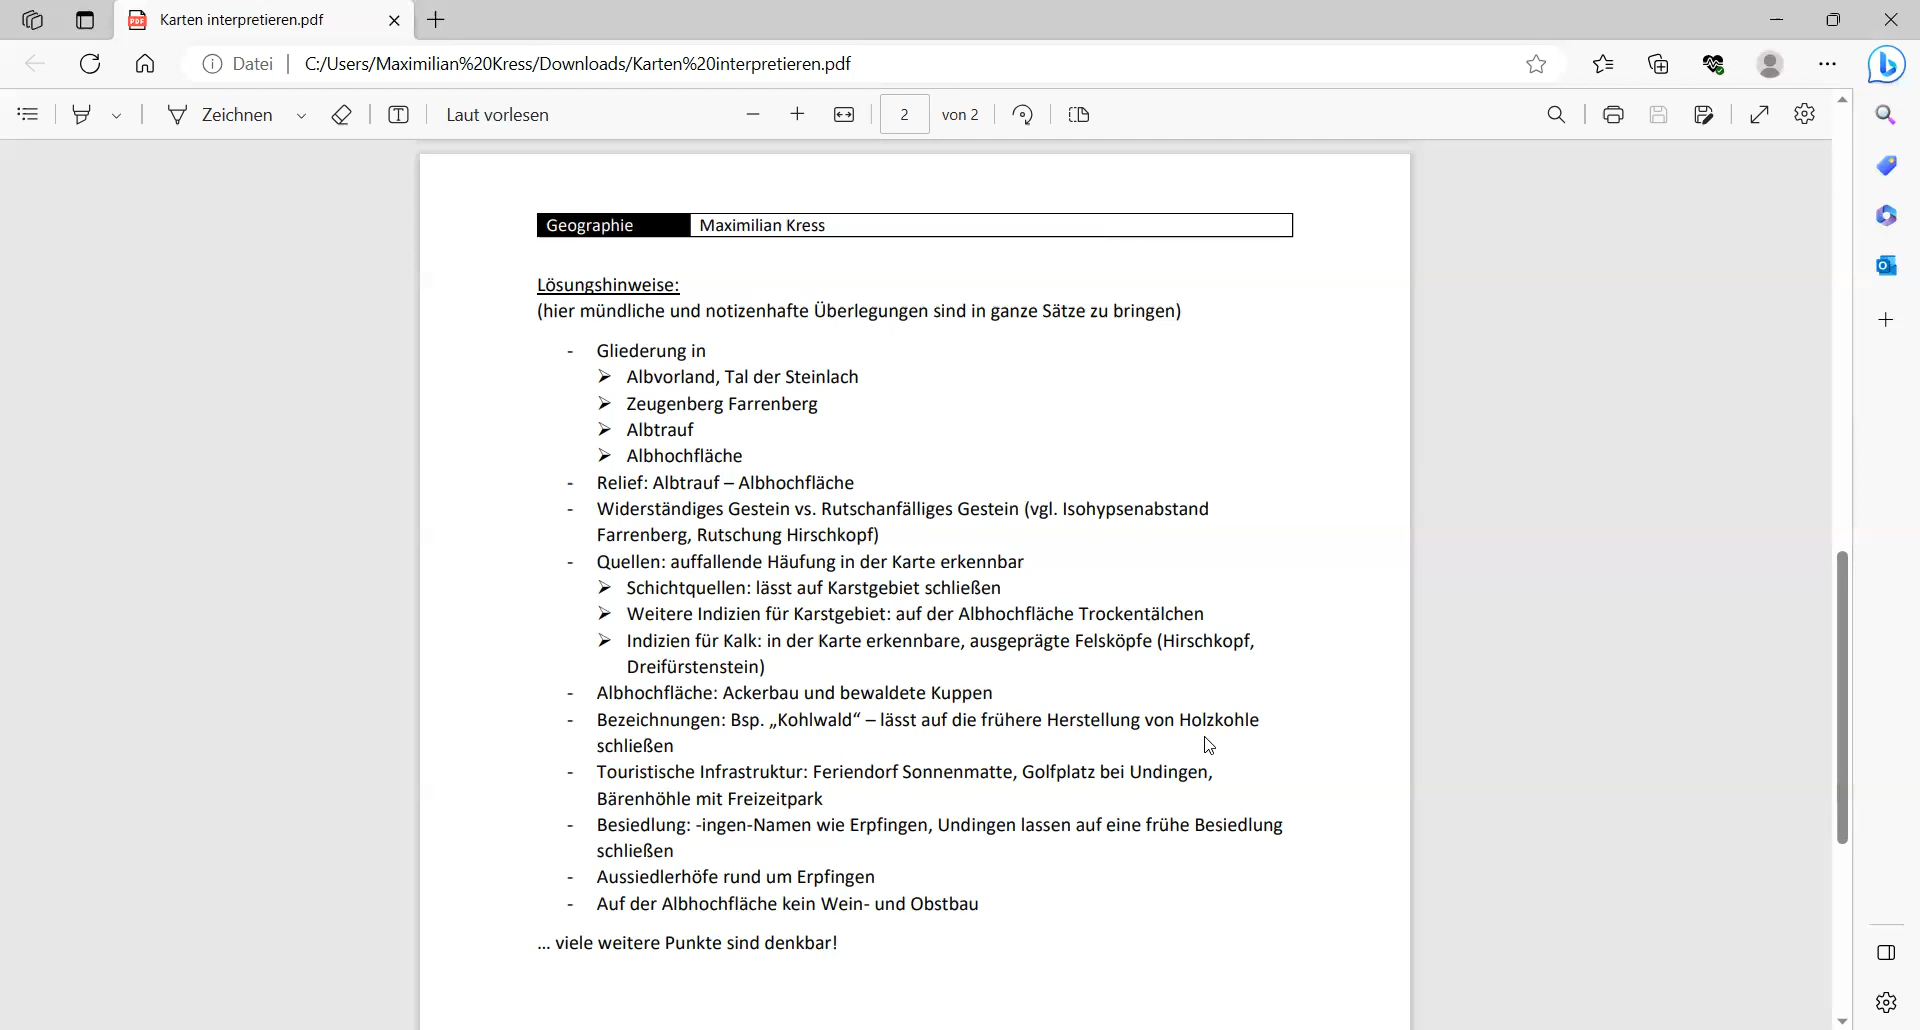 Karten interpretieren.pdf
Datei C:/Users/Maximilian%20Kress/Downloads/Karten%20interpretieren.pdf
Zeichnen Laut vorlesen 2 von 2
Geographie Maximilian Kress
Lösungshinweise:
(hier mündliche und notizenhafte Überlegungen sind in ganze Sätze zu bringen)
- Gliederung in
➢ Albvorland, Tal der Steinlach
➢ Zeugenberg Farrenberg
➢ Albtrauf
➢ Albhochfläche
- Relief: Albtrauf – Albhochfläche
- Widerständiges Gestein vs. Rutschanfälliges Gestein (vgl. Isohypsenabstand
Farrenberg, Rutschung Hirschkopf)
- Quellen: auffallende Häufung in der Karte erkennbar
➢ Schichtquellen: lässt auf Karstgebiet schließen
➢ Weitere Indizien für Karstgebiet: auf der Albhochfläche Trockentälchen
➢ Indizien für Kalk: in der Karte erkennbare, ausgeprägte Felsköpfe (Hirschkopf,
Dreifürstenstein)
- Albhochfläche: Ackerbau und bewaldete Kuppen
- Bezeichnungen: Bsp. „Kohlwald“ – lässt auf die frühere Herstellung von Holzkohle
schließen
- Touristische Infrastruktur: Feriendorf Sonnenmatte, Golfplatz bei Undingen,
Bärenhöhle mit Freizeitpark
- Besiedlung: -ingen-Namen wie Erpfingen, Undingen lassen auf eine frühe Besiedlung
schließen
- Aussiedlerhöfe rund um Erpfingen
- Auf der Albhochfläche kein Wein- und Obstbau
... viele weitere Punkte sind denkbar!